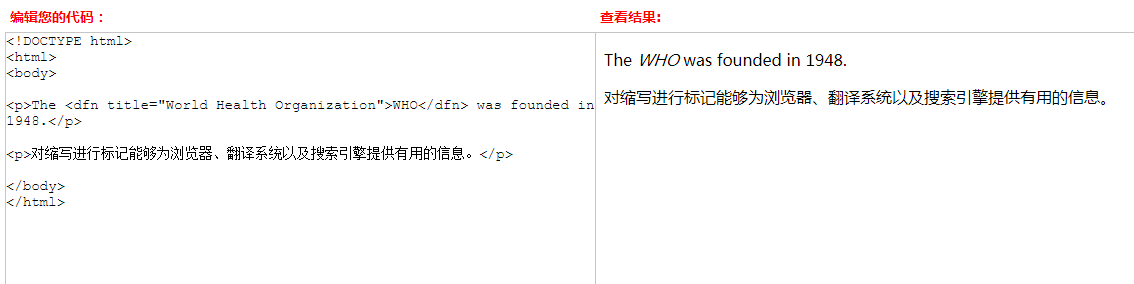 编辑您的代码：
查看结果:
<!DOCTYPE html>
<html>
<body>
<p>The <dfn title="World Health Organization">WHO</dfn> was founded in
1948.</p>
<p>对缩写进行标记能够为浏览器、翻译系统以及搜索引擎提供有用的信息。</p>
</body>
</html>
The WHO was founded in 1948.
对缩写进行标记能够为浏览器、翻译系统以及搜索引擎提供有用的信息。